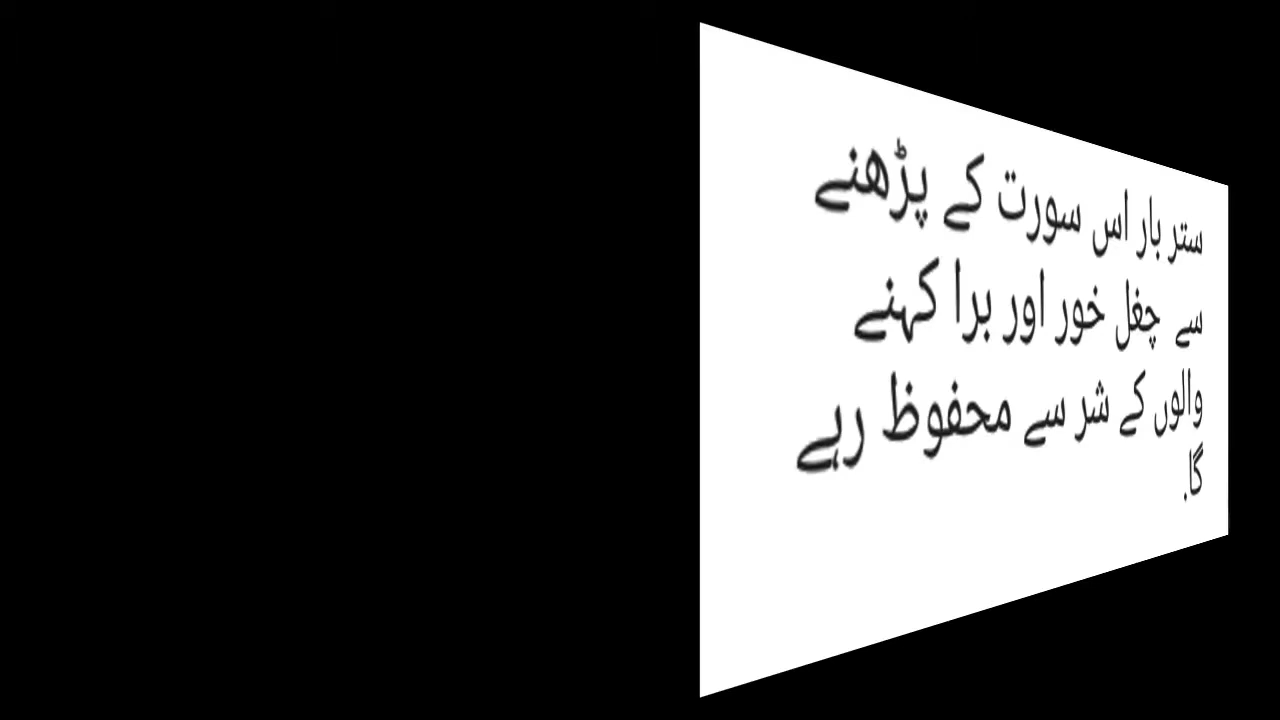 ستر بار اس سورت کے پڑھنے
سے چغل خور اور برا کہنے
والوں کے شر سے محفوظ رہے
گا.